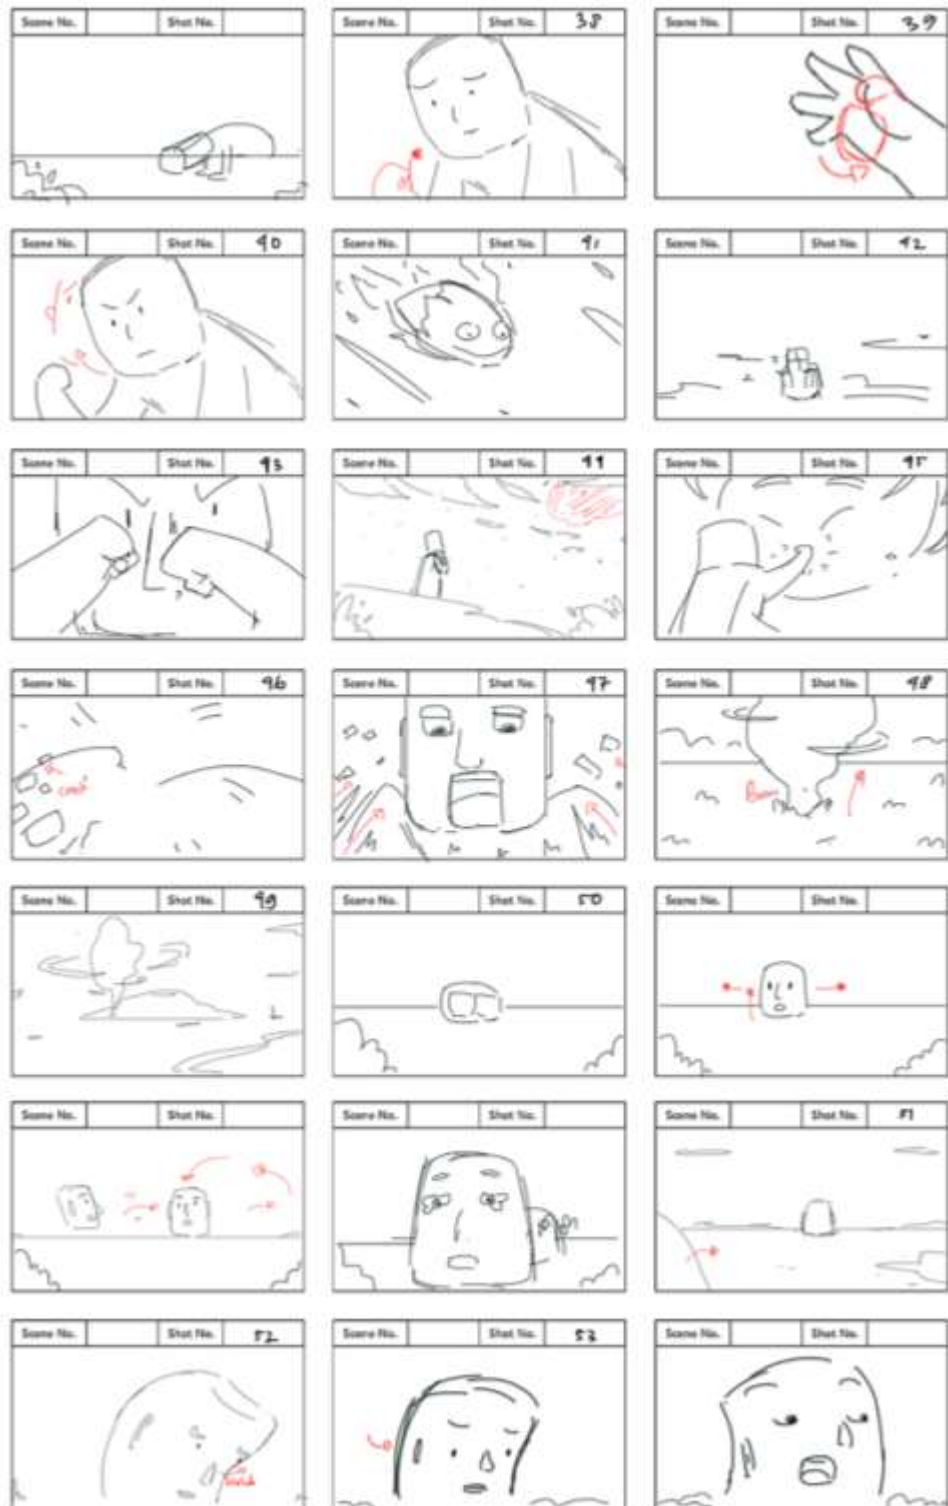 Scene No. Shot No.
Scene No. Shot No. 38
Scene No. Shot No. 39
Scene No. Shot No. 40
Scene No. Shot No. 41
Scene No. Shot No. 42
Scene No. Shot No. 43
Scene No. Shot No. 44
Scene No. Shot No. 45
Scene No. Shot No. 46
Scene No. Shot No. 47
Scene No. Shot No. 48
Scene No. Shot No. 49
Scene No. Shot No. 50
Scene No. Shot No.
Scene No. Shot No.
Scene No. Shot No.
Scene No. Shot No. 51
Scene No. Shot No. 52
Scene No. Shot No. 53
Scene No. Shot No.